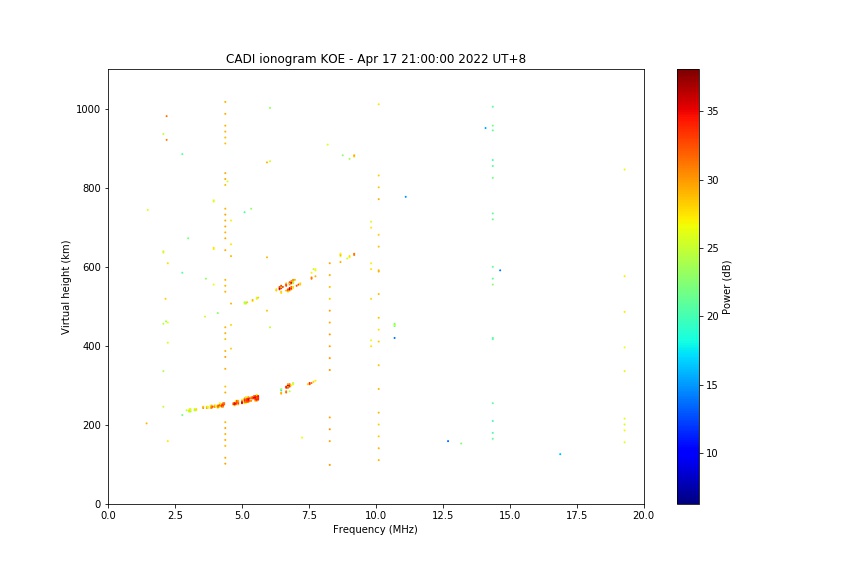 CADI ionogram KOE - Apr 17 21:00:00 2022 UT+8
1000
800
600
400
200
0
Virtual height (km)
0.0 2.5 5.0 7.5 10.0 12.5 15.0 17.5 20.0
Frequency (MHz)
35
30
25
20
15
10
Power (dB)